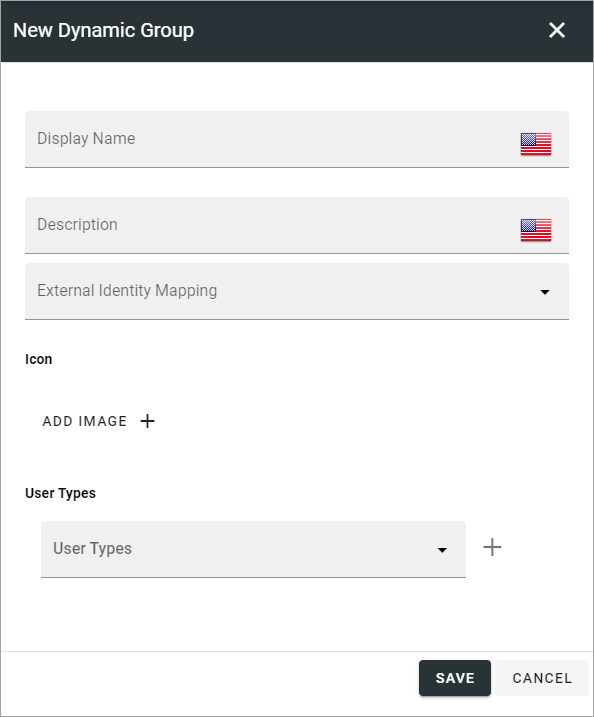 New Dynamic Group
Display Name
Description
External Identity Mapping
Icon
ADD IMAGE
User Types
User Types
SAVE CANCEL